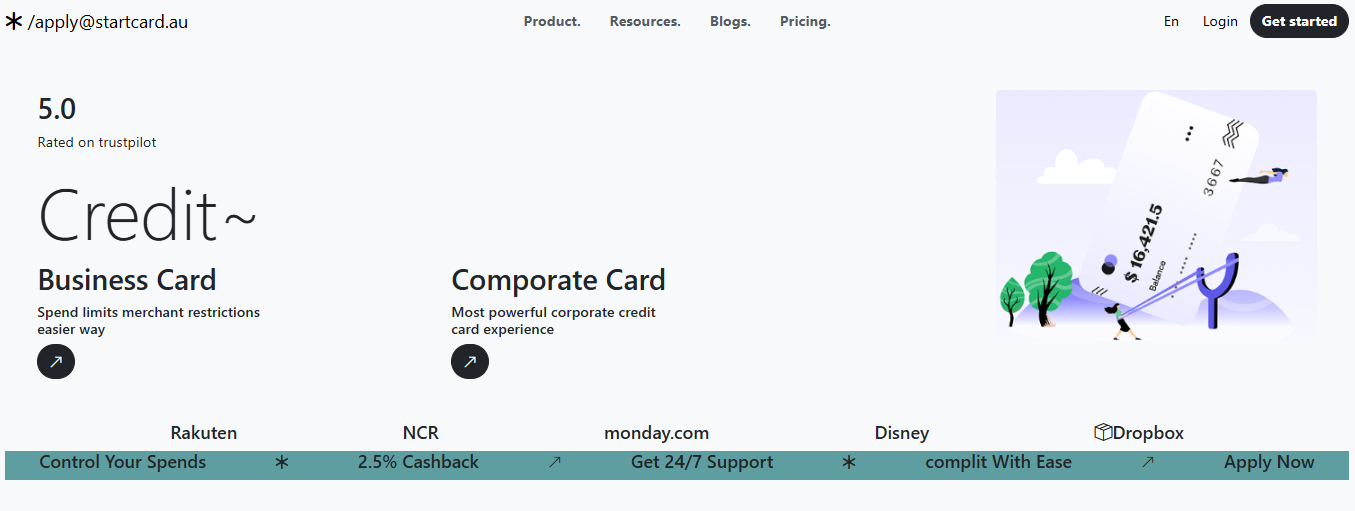 /apply@startcard.au
Product. Resources. Blogs. Pricing.
En Login Get started
5.0
Rated on trustpilot
Credit~
Business Card
Spend limits merchant restrictions
easier way
Comporate Card
Most powerful corporate credit
card experience
3667
$ 16,421.5
Balance
Rakuten NCR monday.com Disney Dropbox
Control Your Spends 2.5% Cashback Get 24/7 Support complit With Ease Apply Now